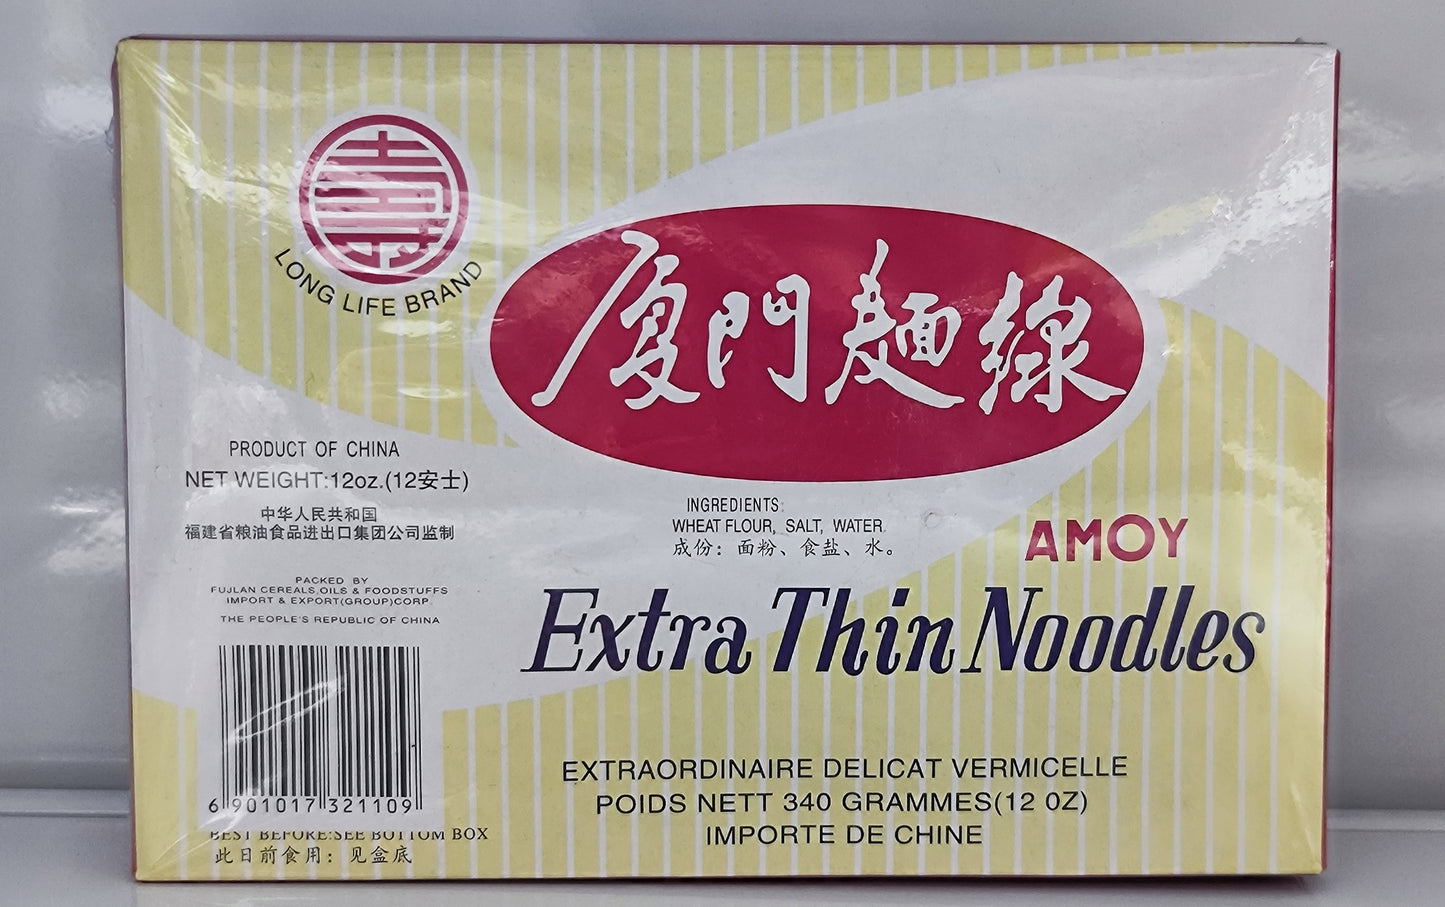 壽
LONG LIFE BRAND
厦門麵線
PRODUCT OF CHINA
NET WEIGHT:12oz.(12安士)
中华人民共和国
福建省粮油食品进出口集团公司监制
PACKED BY
FUJLAN CEREALS,OILS & FOODSTUFFS
IMPORT & EXPORT(GROUP)CORP.
THE PEOPLE'S REPUBLIC OF CHINA
INGREDIENTS:
WHEAT FLOUR, SALT, WATER.
成份：面粉、食盐、水。
AMOY
Extra Thin Noodles
EXTRAORDINAIRE DELICAT VERMICELLE
POIDS NETT 340 GRAMMES(12 0Z)
IMPORTE DE CHINE
6 901017 321109
BEST BEFORE:SEE BOTTOM BOX
此日前食用：见盒底